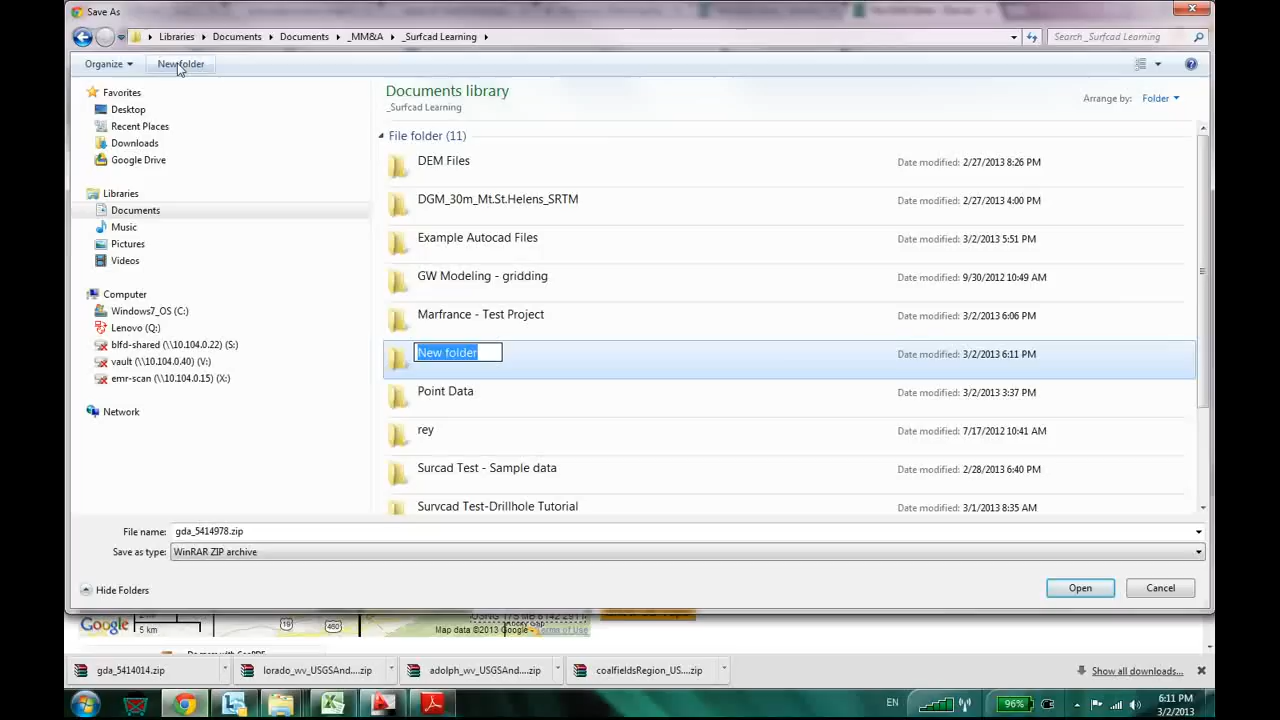 Save As
Libraries Documents Documents _MM&A _Surfcad Learning
Search_Surfcad Learning
Organize New folder
Favorites
Desktop
Recent Places
Downloads
Google Drive
Libraries
Documents
Music
Pictures
Videos
Computer
Windows7_OS (C:)
Lenovo (Q:)
blfd-shared (\\10.104.0.22) (S:)
vault (\\10.104.0.40) (V:)
emr-scan (\\10.104.0.15) (X:)
Network
Documents library
_Surfcad Learning
Arrange by: Folder
File folder (11)
DEM Files Date modified: 2/27/2013 8:26 PM
DGM_30m_Mt.St.Helens_SRTM Date modified: 2/27/2013 4:00 PM
Example Autocad Files Date modified: 3/2/2013 5:51 PM
GW Modeling - gridding Date modified: 9/30/2012 10:49 AM
Marfrance - Test Project Date modified: 3/2/2013 6:06 PM
New folder Date modified: 3/2/2013 6:11 PM
Point Data Date modified: 3/2/2013 3:37 PM
rey Date modified: 7/17/2012 10:41 AM
Surcad Test - Sample data Date modified: 2/28/2013 6:40 PM
Survcad Test-Drillhole Tutorial Date modified: 3/1/2013 8:35 AM
File name: gda_5414978.zip
Save as type: WinRAR ZIP archive
Hide Folders
Open Cancel
Google 5 km 19 460 Map data ©2013 Google - Terms of Use
gda_5414014.zip lorado_wv_USGSAnd....zip adolph_wv_USGSAnd....zip coalfieldsRegion_US....zip Show all downloads...
EN 96% 6:11 PM
3/2/2013